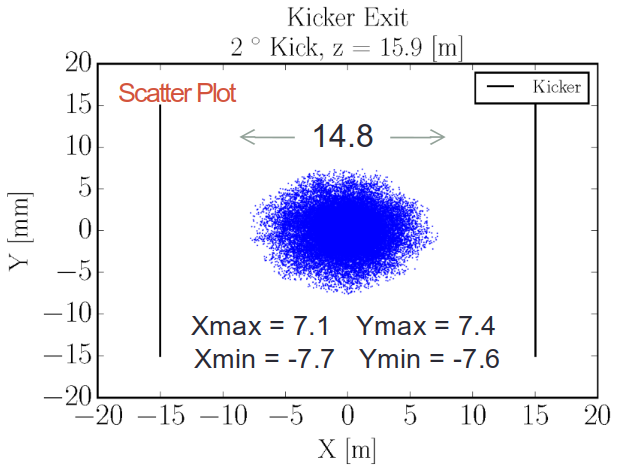 Kicker Exit
2 ° Kick, z = 15.9 [m]
Scatter Plot
Kicker
14.8
Xmax = 7.1 Ymax = 7.4
Xmin = -7.7 Ymin = -7.6
Y [mm]
20
15
10
5
0
−5
−10
−15
−20
−20 −15 −10 −5 0 5 10 15 20
X [m]